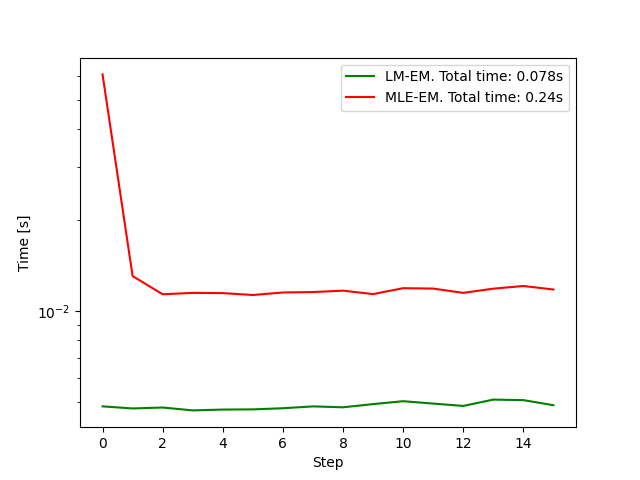 LM-EM. Total time: 0.078s
MLE-EM. Total time: 0.24s
Time [s]
10⁻²
0 2 4 6 8 10 12 14
Step